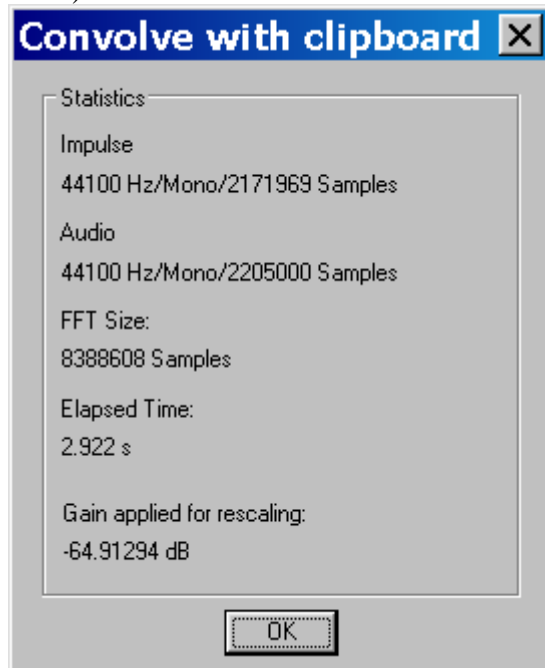 Convolve with clipboard
Statistics
Impulse
44100 Hz/Mono/2171969 Samples
Audio
44100 Hz/Mono/2205000 Samples
FFT Size:
8388608 Samples
Elapsed Time:
2.922 s
Gain applied for rescaling:
-64.91294 dB
OK